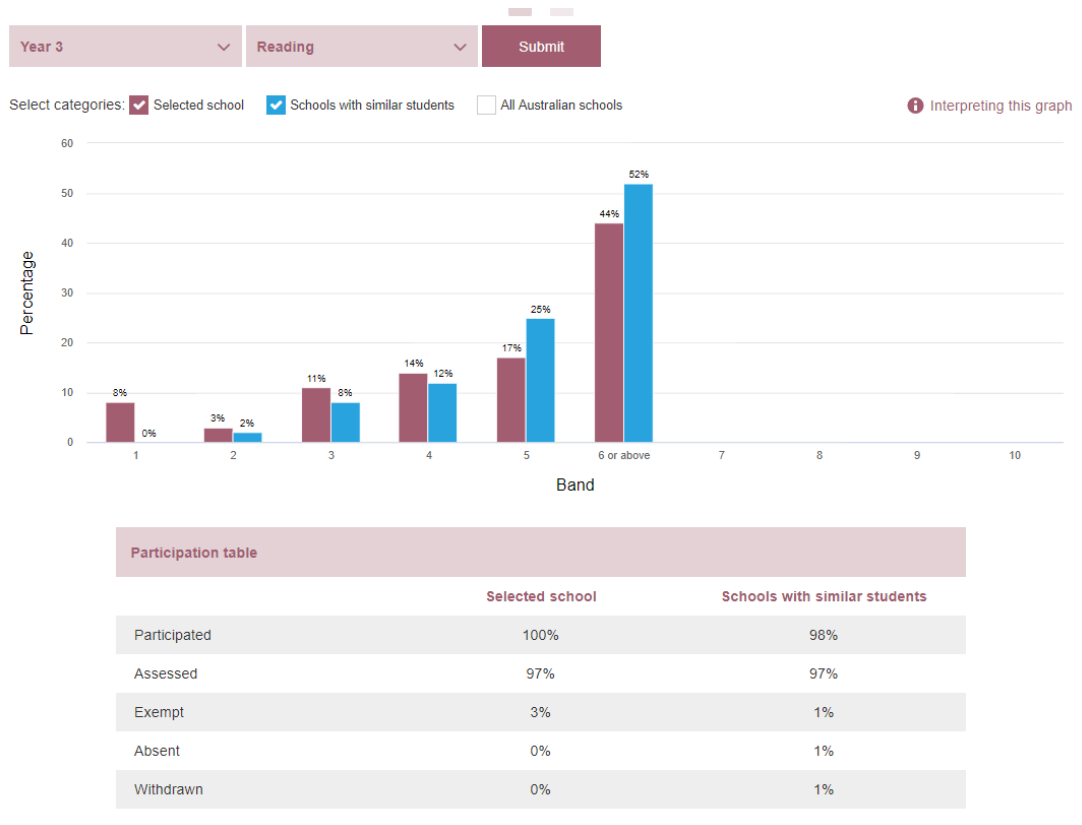 Year 3 Reading Submit
Select categories: Selected school Schools with similar students All Australian schools Interpreting this graph
60
50
40
30
20
10
0
Percentage
8% 0% 3% 2% 11% 8% 14% 12% 17% 25% 44% 52%
1 2 3 4 5 6 or above 7 8 9 10
Band
Participation table
Selected school Schools with similar students
Participated 100% 98%
Assessed 97% 97%
Exempt 3% 1%
Absent 0% 1%
Withdrawn 0% 1%